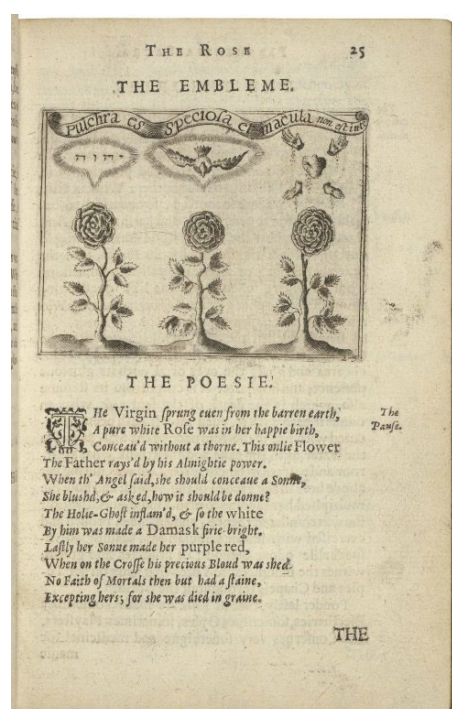 THE ROSE 25
THE EMBLEME.
Pulchra es speciosa et macula non est in te
יהוה
THE POESIE.
THe Virgin sprung euen from the barren earth,
The
A pure white Rose was in her happie birth,
Pause.
Conceau'd without a thorne. This onlie Flower
The Father rays'd by his Almightie power.
When th' Angel said, she should conceaue a Sonne,
She blushd, & asked, how it should be donne?
The Holie-Ghost inflam'd, & so the white
By him was made a Damask firie-bright.
Lastly her Sonne made her purple red,
When on the Crosse his precious Bloud was shed.
No Faith of Mortals then but had a staine,
Excepting hers; for she was died in graine.
THE